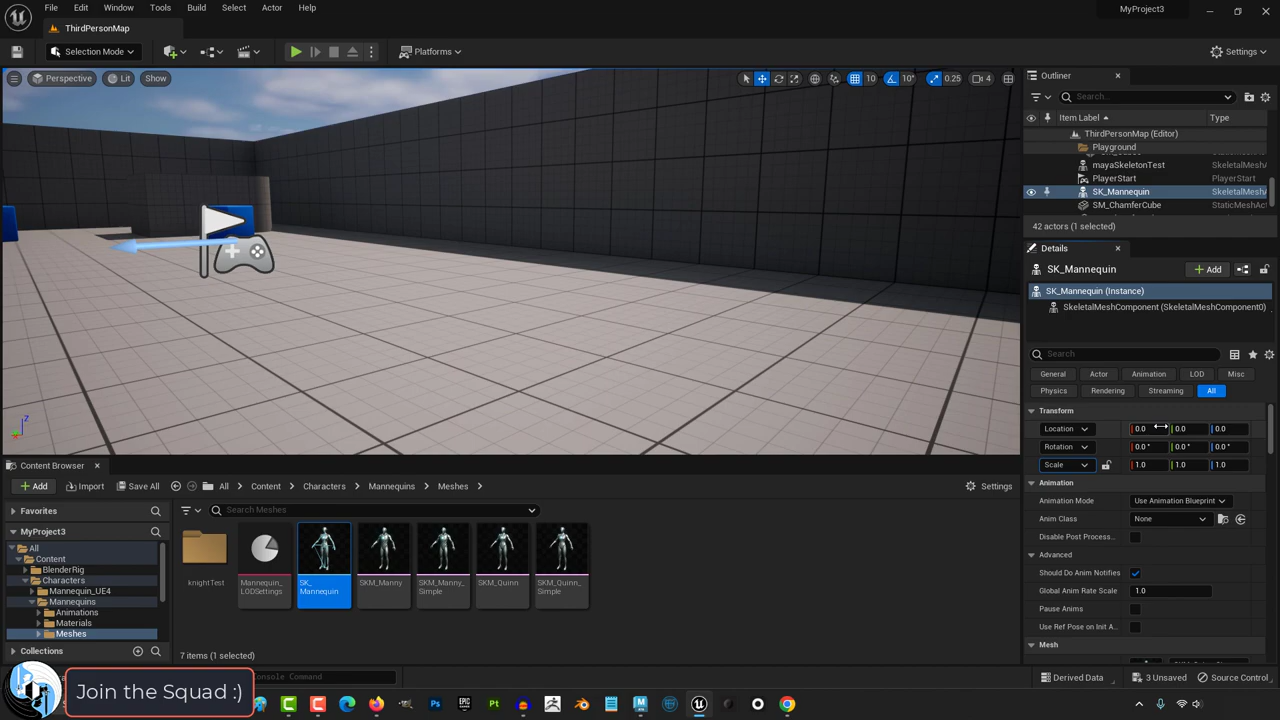 File Edit Window Tools Build Select Actor Help
MyProject3
ThirdPersonMap
Selection Mode
Platforms
Settings
Perspective Lit Show
10 10° 0.25 4
Outliner
Search...
Item Label Type
ThirdPersonMap (Editor)
Playground
mayaSkeletonTest SkeletalMeshA
PlayerStart PlayerStart
SK_Mannequin SkeletalMeshA
SM_ChamferCube StaticMeshAct
42 actors (1 selected)
Details
SK_Mannequin
Add
SK_Mannequin (Instance)
SkeletalMeshComponent (SkeletalMeshComponent0)
Search
General Actor Animation LOD Misc
Physics Rendering Streaming All
Transform
Location 0.0 0.0 0.0
Rotation 0.0° 0.0° 0.0°
Scale 1.0 1.0 1.0
Animation
Animation Mode Use Animation Blueprint
Anim Class None
Disable Post Process...
Advanced
Should Do Anim Notifies
Global Anim Rate Scale 1.0
Pause Anims
Use Ref Pose on Init A...
Mesh
Z
Content Browser
Add Import Save All All Content Characters Mannequins Meshes Settings
Favorites
MyProject3
All
Content
BlenderRig
Characters
Mannequin_UE4
Mannequins
Animations
Materials
Meshes
Collections
Search Meshes
knightTest
Mannequin_
LODSettings
SK_
Mannequin
SKM_Manny
SKM_Manny_
Simple
SKM_Quinn
SKM_Quinn_
Simple
7 items (1 selected)
Console Command
Derived Data 3 Unsaved Source Control
Join the Squad :)